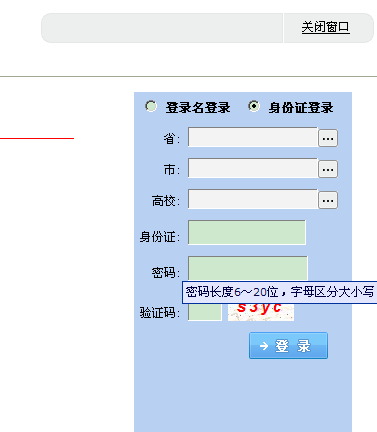 关闭窗口
登录名登录 身份证登录
省: ...
市: ...
高校: ...
身份证:
密码:
密码长度6～20位，字母区分大小写
验证码: s3yc
登 录